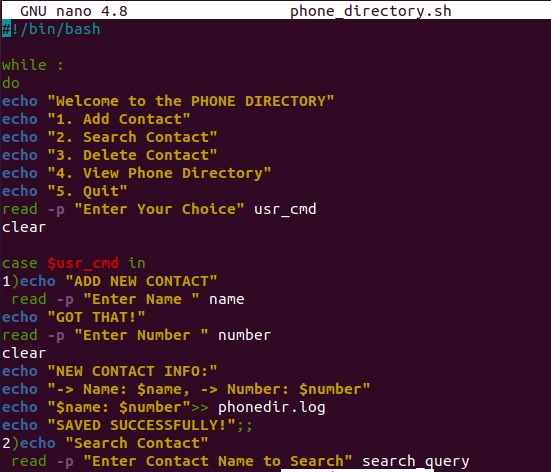 GNU nano 4.8 phone_directory.sh
#!/bin/bash
while :
do
echo "Welcome to the PHONE DIRECTORY"
echo "1. Add Contact"
echo "2. Search Contact"
echo "3. Delete Contact"
echo "4. View Phone Directory"
echo "5. Quit"
read -p "Enter Your Choice" usr_cmd
clear
case $usr_cmd in
1)echo "ADD NEW CONTACT"
read -p "Enter Name " name
echo "GOT THAT!"
read -p "Enter Number " number
clear
echo "NEW CONTACT INFO:"
echo "-> Name: $name, -> Number: $number"
echo "$name: $number">> phonedir.log
echo "SAVED SUCCESSFULLY!";;
2)echo "Search Contact"
read -p "Enter Contact Name to Search" search_query